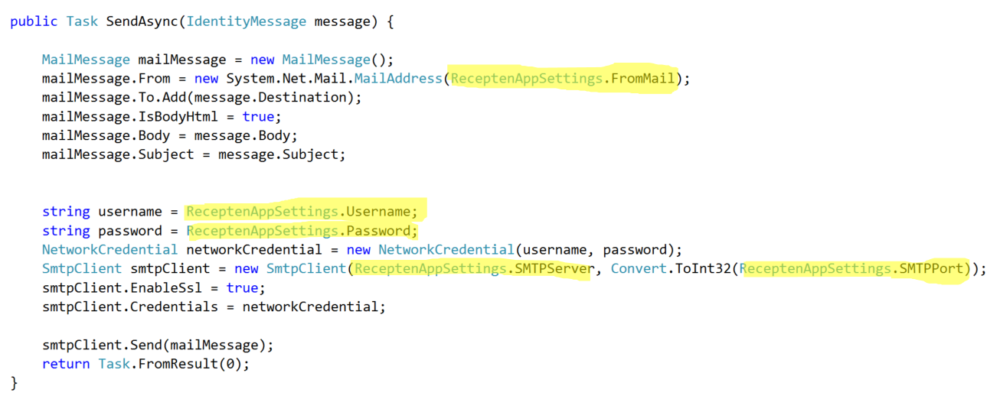 public Task SendAsync(IdentityMessage message) {
MailMessage mailMessage = new MailMessage();
mailMessage.From = new System.Net.Mail.MailAddress(ReceptenAppSettings.FromMail);
mailMessage.To.Add(message.Destination);
mailMessage.IsBodyHtml = true;
mailMessage.Body = message.Body;
mailMessage.Subject = message.Subject;
string username = ReceptenAppSettings.Username;
string password = ReceptenAppSettings.Password;
NetworkCredential networkCredential = new NetworkCredential(username, password);
SmtpClient smtpClient = new SmtpClient(ReceptenAppSettings.SMTPServer, Convert.ToInt32(ReceptenAppSettings.SMTPPort));
smtpClient.EnableSsl = true;
smtpClient.Credentials = networkCredential;
smtpClient.Send(mailMessage);
return Task.FromResult(0);
}